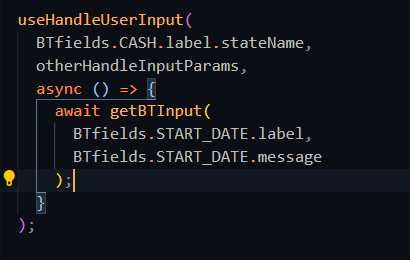 useHandleUserInput(
BTfields.CASH.label.stateName,
otherHandleInputParams,
async () => {
await getBTInput(
BTfields.START_DATE.label,
BTfields.START_DATE.message
);
}
);